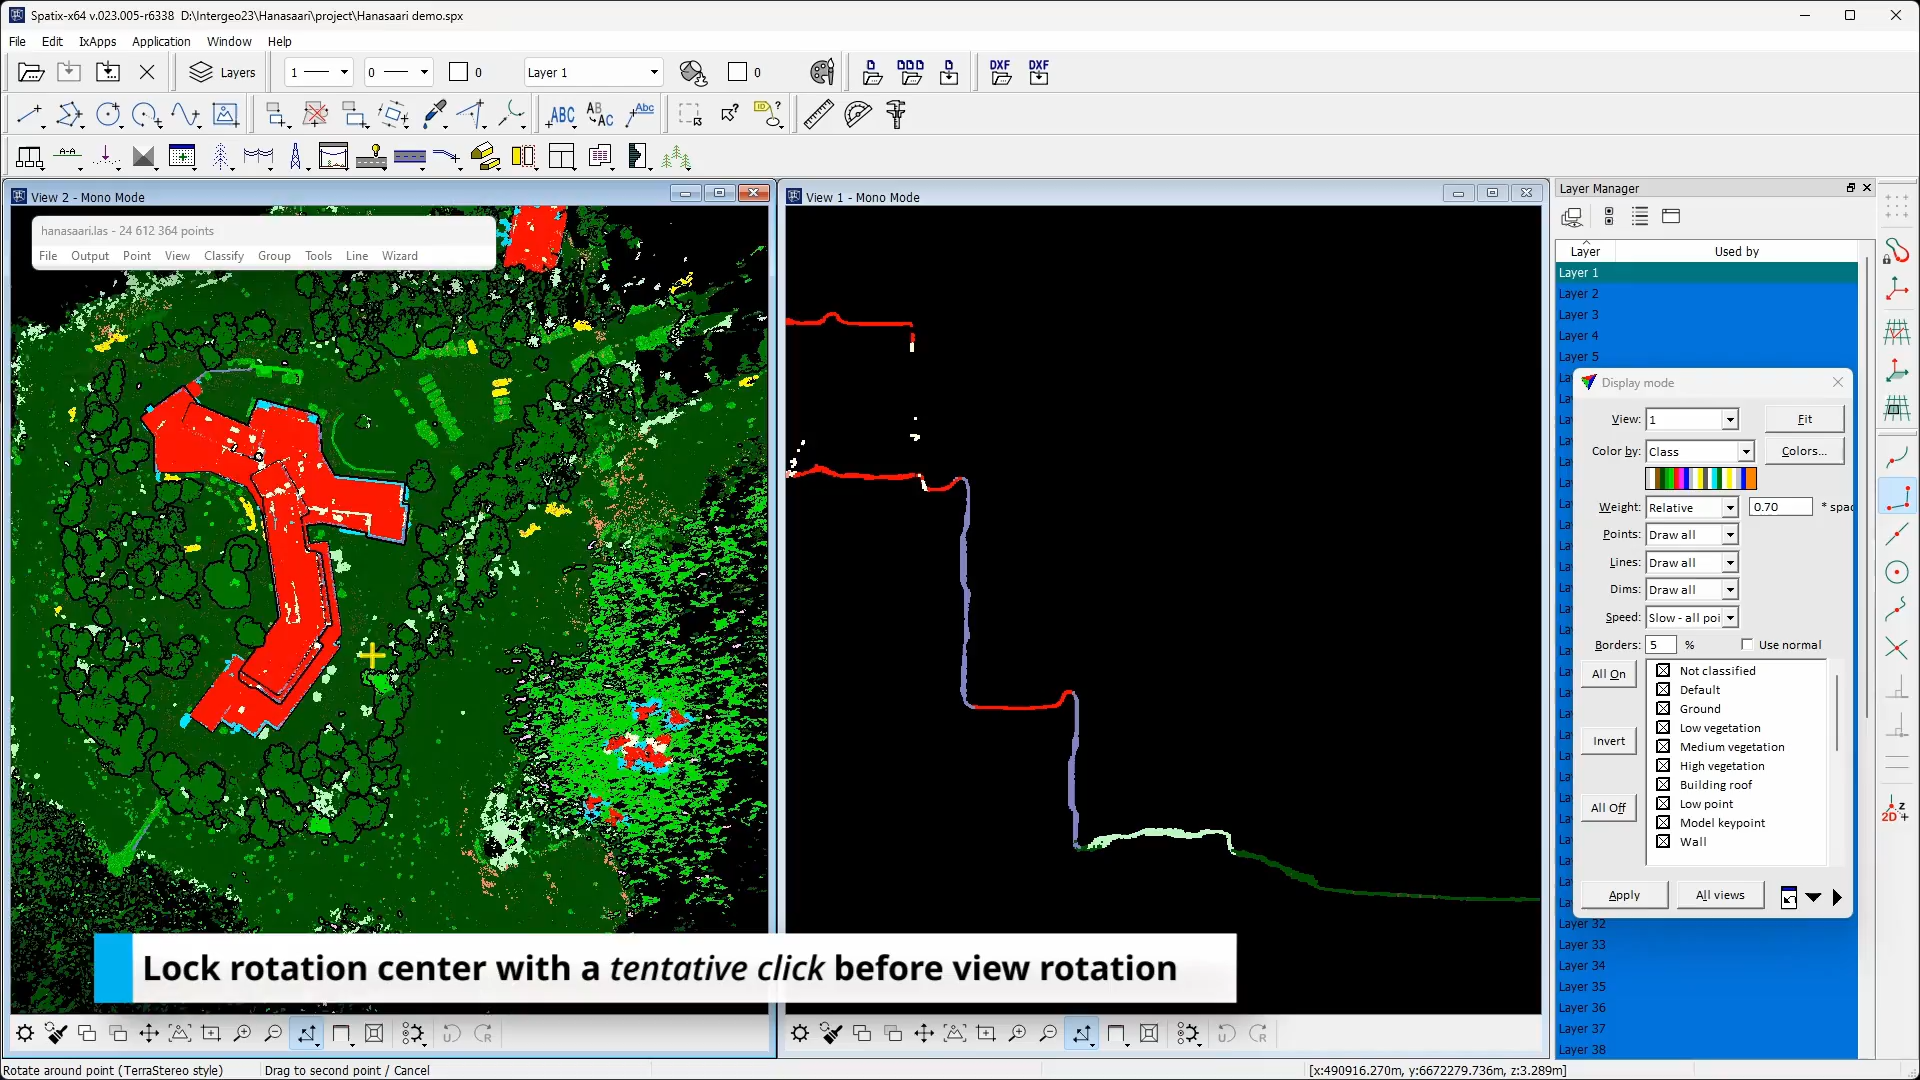 Spatix-x64 v.023.005-r6338 D:\Intergeo23\Hanasaari\project\Hanasaari demo.spx
File Edit IxApps Application Window Help
Layers 1 0 0 Layer 1 0 DXF DXF
ABC AB AC Abc
View 2 - Mono Mode
hanasaari.las - 24 612 364 points
File Output Point View Classify Group Tools Line Wizard
View 1 - Mono Mode
Layer Manager
Layer Used by
Layer 1
Layer 2
Layer 3
Layer 4
Layer 5
Display mode
View: 1 Fit
Color by: Class Colors...
Weight: Relative 0.70 * spac
Points: Draw all
Lines: Draw all
Dims: Draw all
Speed: Slow - all poi
Borders: 5 % Use normal
All On
Invert
All Off
Not classified
Default
Ground
Low vegetation
Medium vegetation
High vegetation
Building roof
Low point
Model keypoint
Wall
Apply All views
Layer 32
Layer 33
Layer 34
Layer 35
Layer 36
Layer 37
Layer 38
z
2D+
Lock rotation center with a tentative click before view rotation
Rotate around point (TerraStereo style) Drag to second point / Cancel [x:490916.270m, y:6672279.736m, z:3.289m]